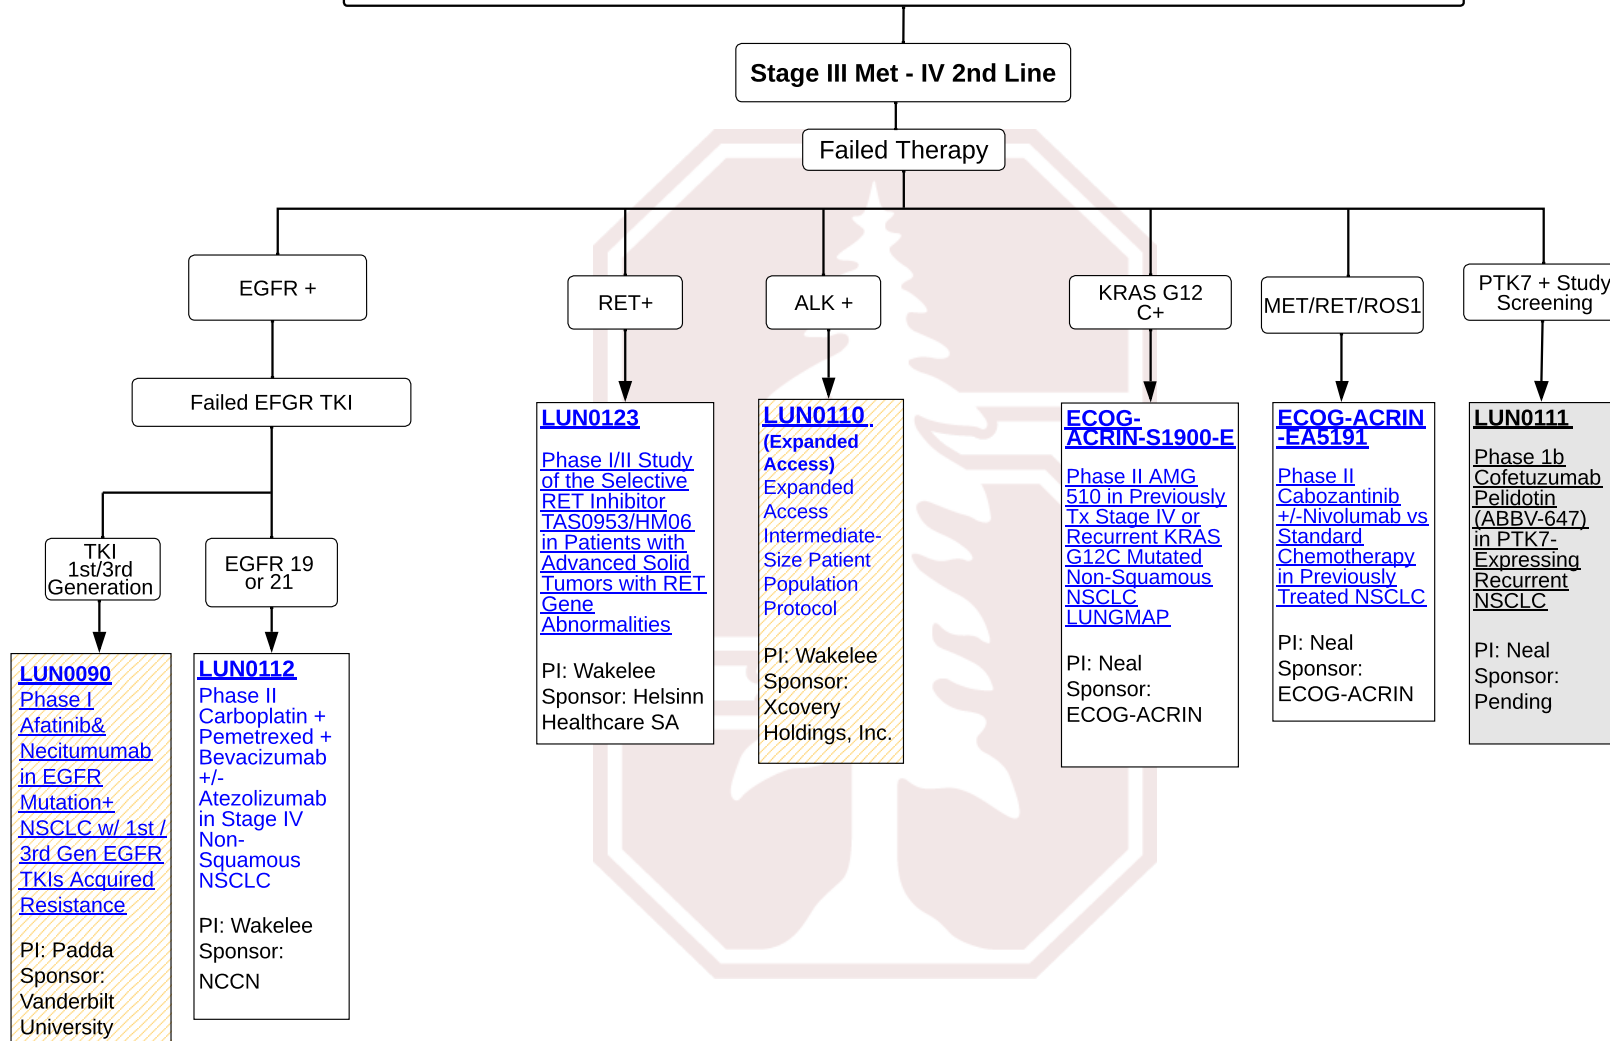 Stage III Met - IV 2nd Line
Failed Therapy
EGFR +
RET+
ALK +
KRAS G12
C+
MET/RET/ROS1
PTK7 + Study
Screening
Failed EFGR TKI
TKI
1st/3rd
Generation
EGFR 19
or 21
LUN0090
Phase I
Afatinib&
Necitumumab
in EGFR
Mutation+
NSCLC w/ 1st /
3rd Gen EGFR
TKIs Acquired
Resistance
PI: Padda
Sponsor:
Vanderbilt
University
LUN0112
Phase II
Carboplatin +
Pemetrexed +
Bevacizumab
+/-
Atezolizumab
in Stage IV
Non-
Squamous
NSCLC
PI: Wakelee
Sponsor:
NCCN
LUN0123
Phase I/II Study
of the Selective
RET Inhibitor
TAS0953/HM06
in Patients with
Advanced Solid
Tumors with RET
Gene
Abnormalities
PI: Wakelee
Sponsor: Helsinn
Healthcare SA
LUN0110
(Expanded
Access)
Expanded
Access
Intermediate-
Size Patient
Population
Protocol
PI: Wakelee
Sponsor:
Xcovery
Holdings, Inc.
ECOG-
ACRIN-S1900-E
Phase II AMG
510 in Previously
Tx Stage IV or
Recurrent KRAS
G12C Mutated
Non-Squamous
NSCLC
LUNGMAP
PI: Neal
Sponsor:
ECOG-ACRIN
ECOG-ACRIN
-EA5191
Phase II
Cabozantinib
+/-Nivolumab vs
Standard
Chemotherapy
in Previously
Treated NSCLC
PI: Neal
Sponsor:
ECOG-ACRIN
LUN0111
Phase 1b
Cofetuzumab
Pelidotin
(ABBV-647)
in PTK7-
Expressing
Recurrent
NSCLC
PI: Neal
Sponsor:
Pending